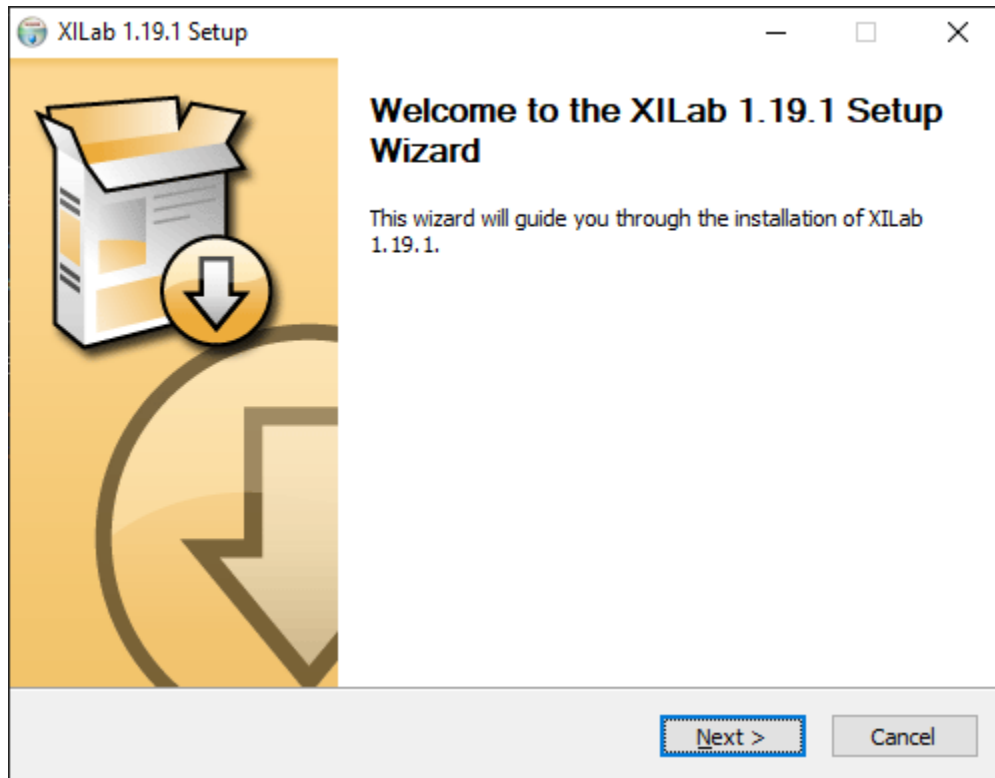 XILab 1.19.1 Setup
Welcome to the XILab 1.19.1 Setup
Wizard
This wizard will guide you through the installation of XILab
1.19.1.
Next >
Cancel